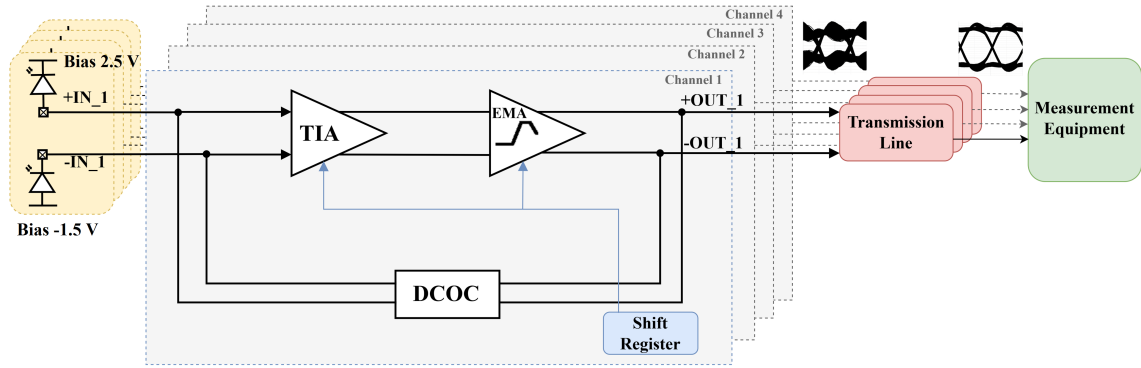 Channel 4
Channel 3
Channel 2
Channel 1
Bias 2.5 V
+IN_1
-IN_1
Bias -1.5 V
TIA
EMA
+OUT_1
-OUT_1
DCOC
Shift
Register
Transmission
Line
Measurement
Equipment